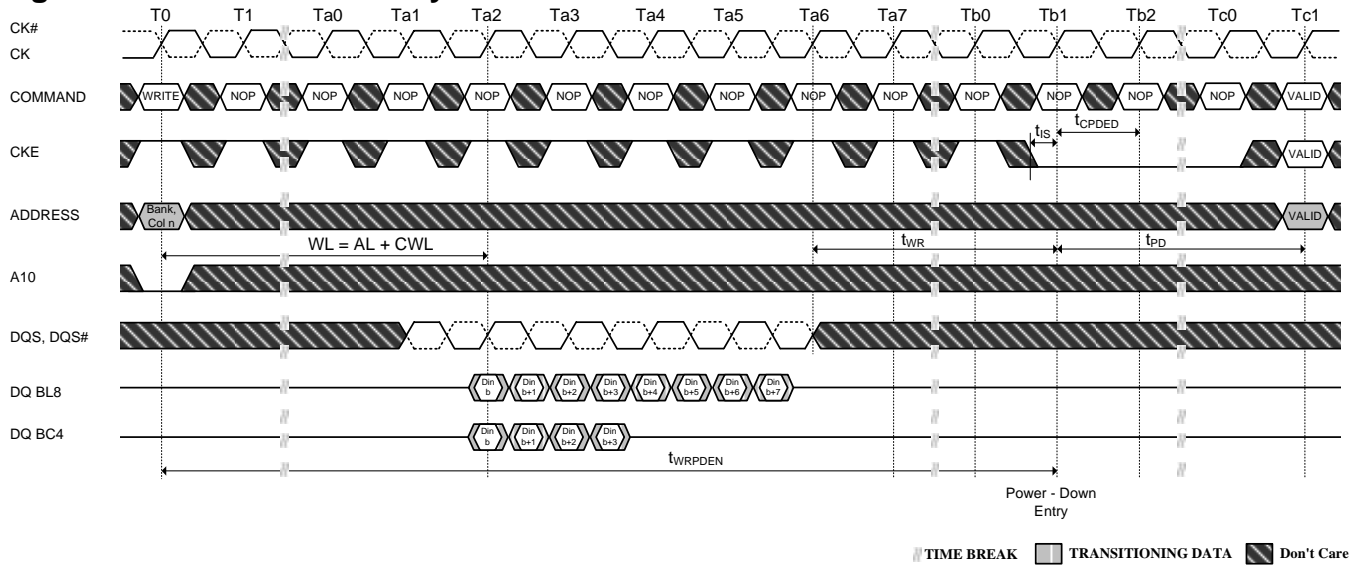 T0 T1 Ta0 Ta1 Ta2 Ta3 Ta4 Ta5 Ta6 Ta7 Tb0 Tb1 Tb2 Tc0 Tc1
CK#
CK
COMMAND WRITE NOP NOP NOP NOP NOP NOP NOP NOP NOP NOP NOP NOP NOP VALID
tIS tCPDED
CKE VALID
ADDRESS Bank, Col n VALID
WL = AL + CWL tWR tPD
A10
DQS, DQS#
DQ BL8 Din b Din b+1 Din b+2 Din b+3 Din b+4 Din b+5 Din b+6 Din b+7
DQ BC4 Din b Din b+1 Din b+2 Din b+3
tWRPDEN
Power - Down
Entry
TIME BREAK TRANSITIONING DATA Don't Care